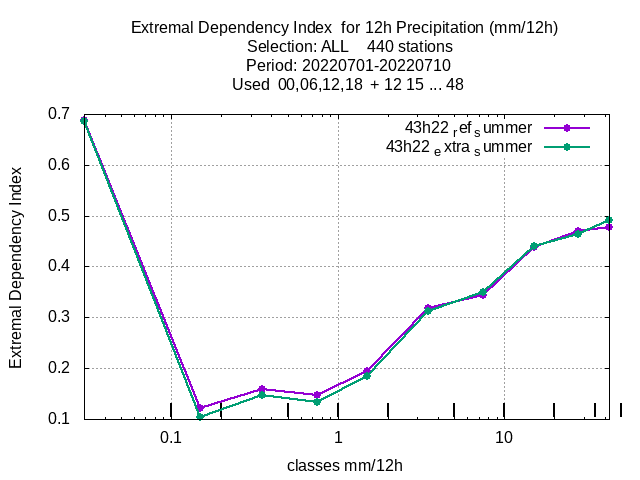 Extremal Dependency Index  for 12h Precipitation (mm/12h)
Selection: ALL    440 stations
Period: 20220701-20220710
Used  00,06,12,18  + 12 15 ... 48
43h22 ref summer
43h22 extra summer
Extremal Dependency Index
0.7
0.6
0.5
0.4
0.3
0.2
0.1
0.1
1
10
classes mm/12h